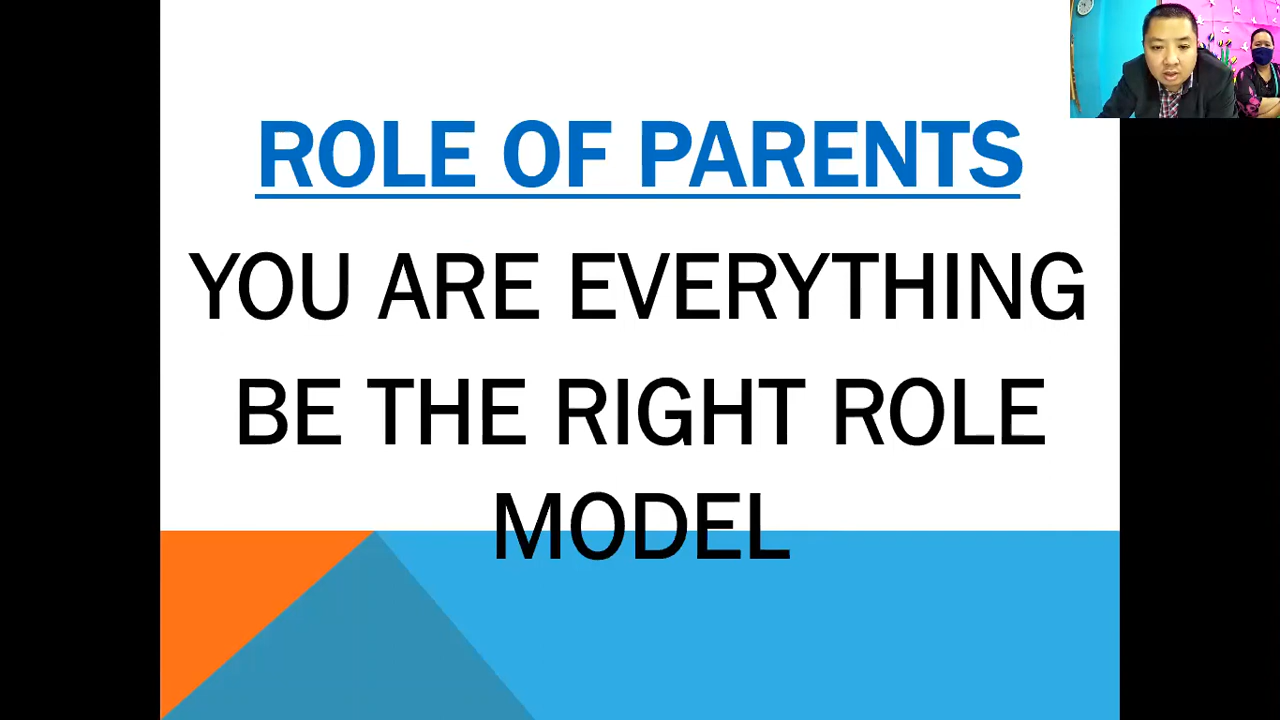 ROLE OF PARENTS
YOU ARE EVERYTHING
BE THE RIGHT ROLE
MODEL